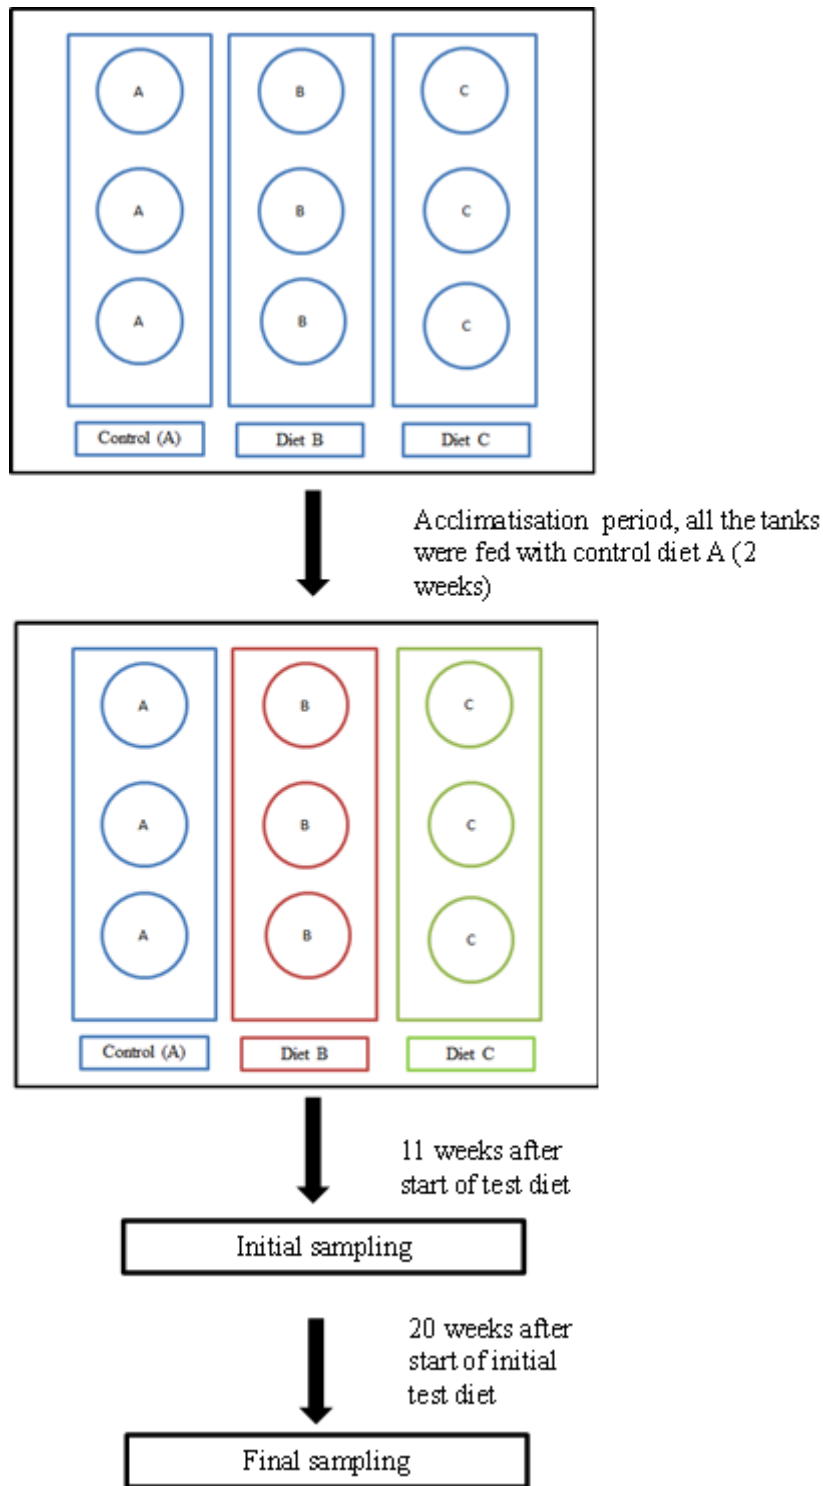 A B C
A B C
A B C
Control (A) Diet B Diet C
Acclimatisation period, all the tanks
were fed with control diet A (2
weeks)
A B C
A B C
A B C
Control (A) Diet B Diet C
11 weeks after
start of test diet
Initial sampling
20 weeks after
start of initial
test diet
Final sampling